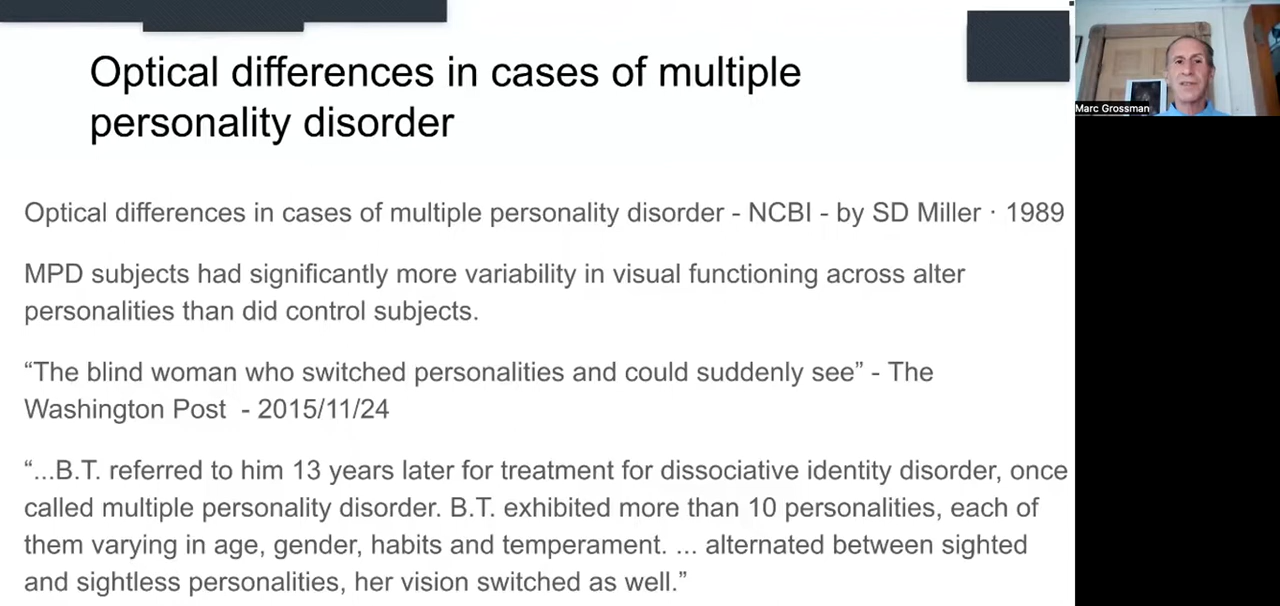 Optical differences in cases of multiple
personality disorder
Marc Grossman
Optical differences in cases of multiple personality disorder - NCBI - by SD Miller · 1989
MPD subjects had significantly more variability in visual functioning across alter
personalities than did control subjects.
“The blind woman who switched personalities and could suddenly see” - The
Washington Post  - 2015/11/24
“...B.T. referred to him 13 years later for treatment for dissociative identity disorder, once
called multiple personality disorder. B.T. exhibited more than 10 personalities, each of
them varying in age, gender, habits and temperament. ... alternated between sighted
and sightless personalities, her vision switched as well.”